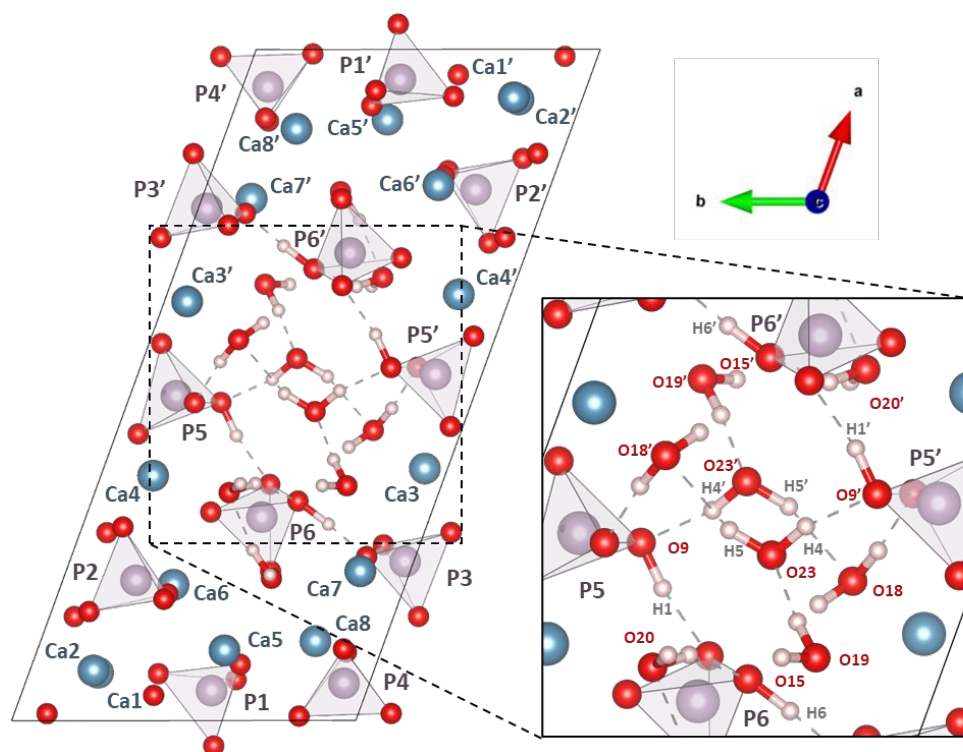 P1’
Ca1’
P4’
Ca2’
Ca5’
Ca8’
P3’
Ca7’
Ca6’
P2’
P6’
Ca3’
Ca4’
P5’
P5
Ca4
Ca3
P6
P2
Ca6
Ca7
P3
Ca2
Ca5
Ca8
Ca1
P1
P4
a
b
c
H6’
P6’
O19’
O15’
O20’
H1’
O18’
O23’
P5’
H4’
H5’
O9’
O9
H5
H4
O23
O18
P5
H1
O20
O19
O15
P6
H6